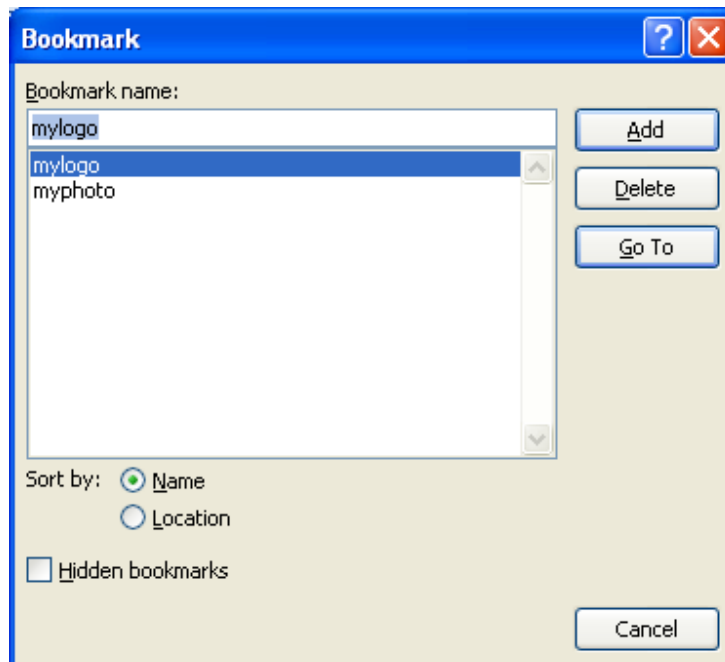 Bookmark
?
Bookmark name:
mylogo
Add
mylogo
myphoto
Delete
Go To
Sort by:
Name
Location
Hidden bookmarks
Cancel